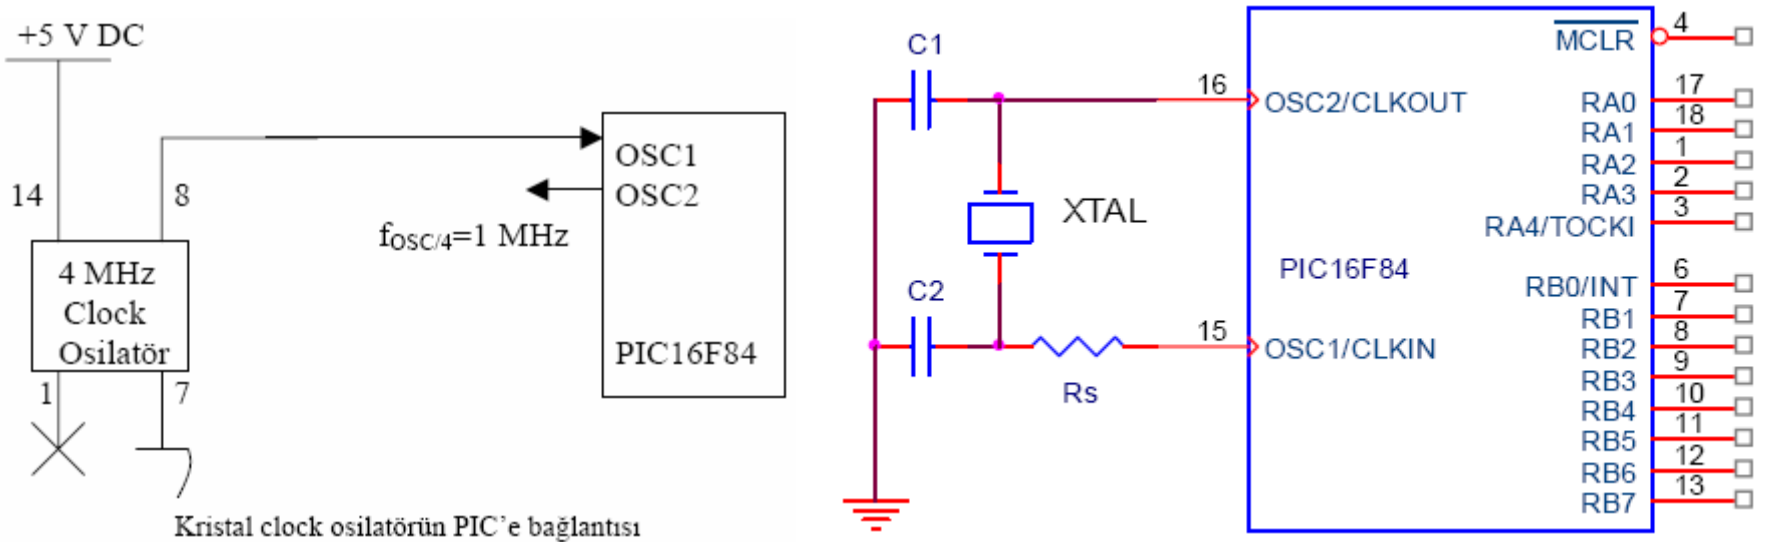 +5 V DC
14
8
4 MHz
Clock
Osilatör
1
7
OSC1
OSC2
fOSC/4=1 MHz
PIC16F84
Kristal clock osilatörün PIC’e bağlantısı
C1
C2
XTAL
Rs
16
OSC2/CLKOUT
15
OSC1/CLKIN
PIC16F84
MCLR
4
RA0
17
RA1
18
RA2
1
RA3
2
RA4/TOCKI
3
RB0/INT
6
RB1
7
RB2
8
RB3
9
RB4
10
RB5
11
RB6
12
RB7
13